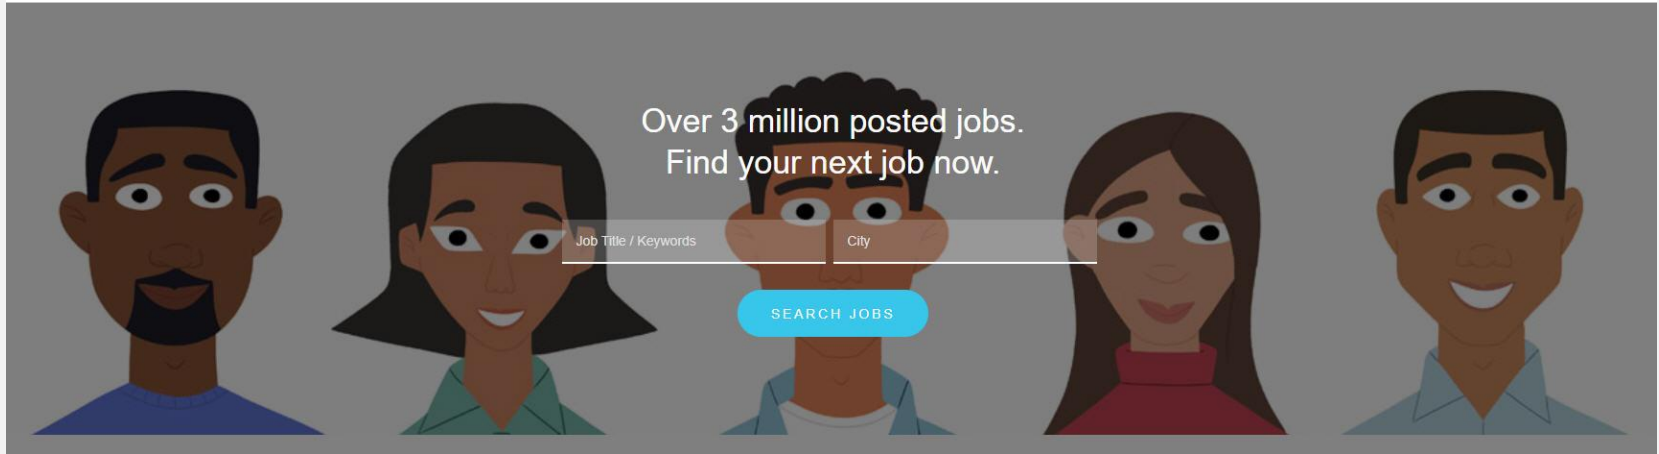 Over 3 million posted jobs.
Find your next job now.
Job Title / Keywords
City
SEARCH JOBS